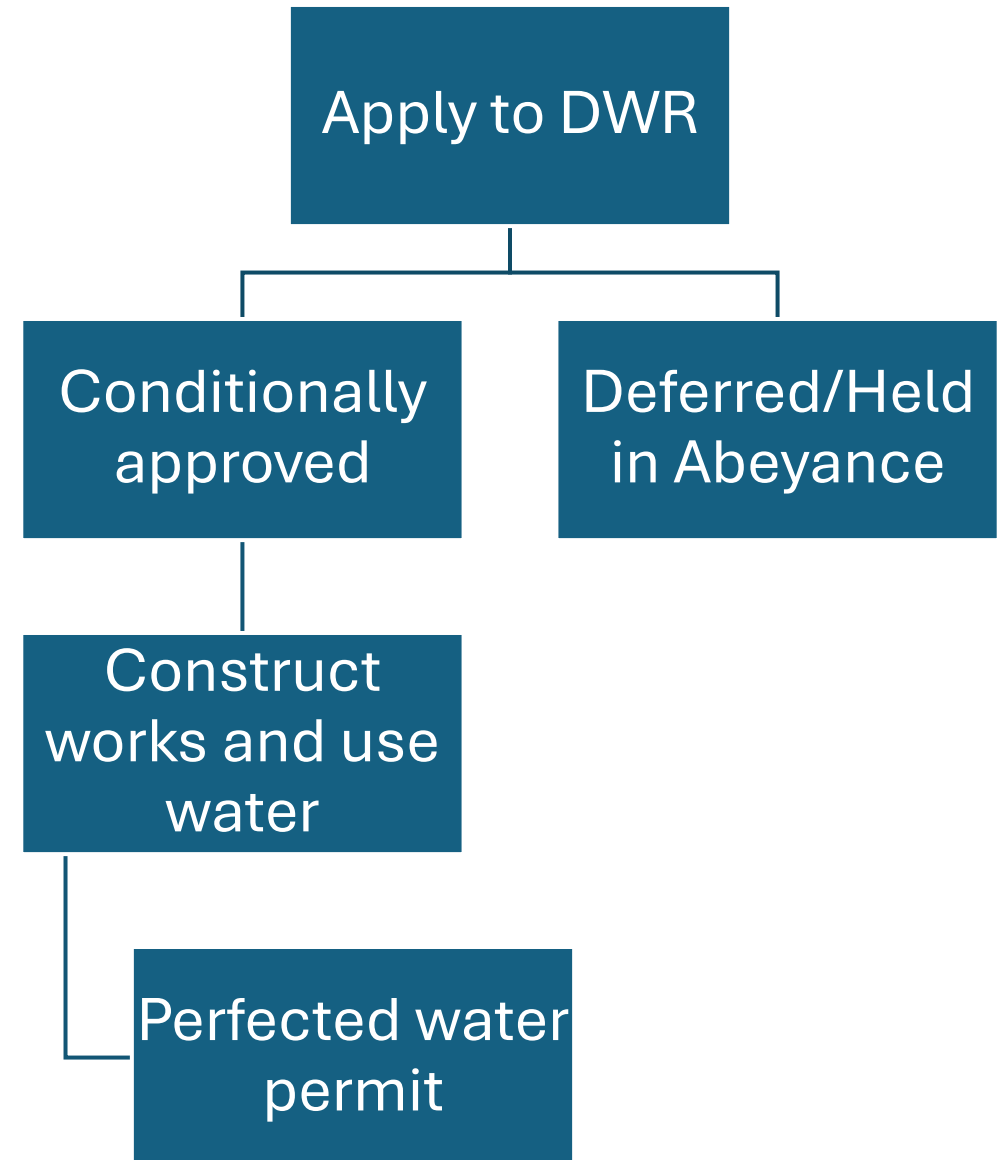 Apply to DWR
Conditionally
approved
Deferred/Held
in Abeyance
Construct
works and use
water
Perfected water
permit